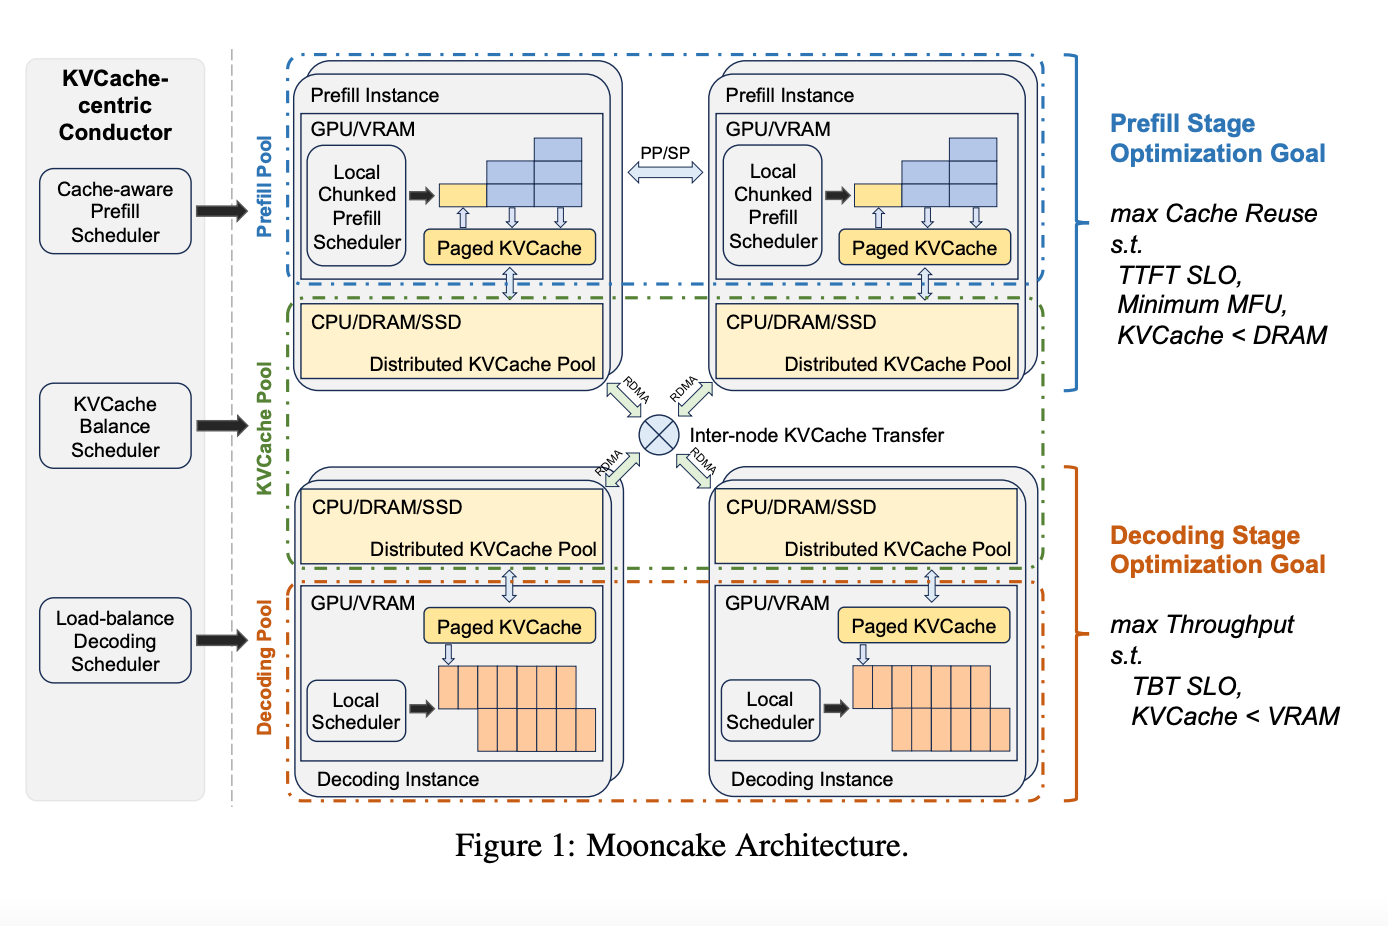 KVCache-
centric
Conductor
Cache-aware
Prefill
Scheduler
KVCache
Balance
Scheduler
Load-balance
Decoding
Scheduler
Prefill Pool
KVCache Pool
Decoding Pool
Prefill Instance
GPU/VRAM
Local
Chunked
Prefill
Scheduler
Paged KVCache
CPU/DRAM/SSD
Distributed KVCache Pool
PP/SP
Prefill Instance
GPU/VRAM
Local
Chunked
Prefill
Scheduler
Paged KVCache
CPU/DRAM/SSD
Distributed KVCache Pool
RDMA
RDMA
Inter-node KVCache Transfer
RDMA
RDMA
CPU/DRAM/SSD
Distributed KVCache Pool
GPU/VRAM
Paged KVCache
Local
Scheduler
Decoding Instance
CPU/DRAM/SSD
Distributed KVCache Pool
GPU/VRAM
Paged KVCache
Local
Scheduler
Decoding Instance
Prefill Stage
Optimization Goal
max Cache Reuse
s.t.
TTFT SLO,
Minimum MFU,
KVCache < DRAM
Decoding Stage
Optimization Goal
max Throughput
s.t.
TBT SLO,
KVCache < VRAM
Figure 1: Mooncake Architecture.